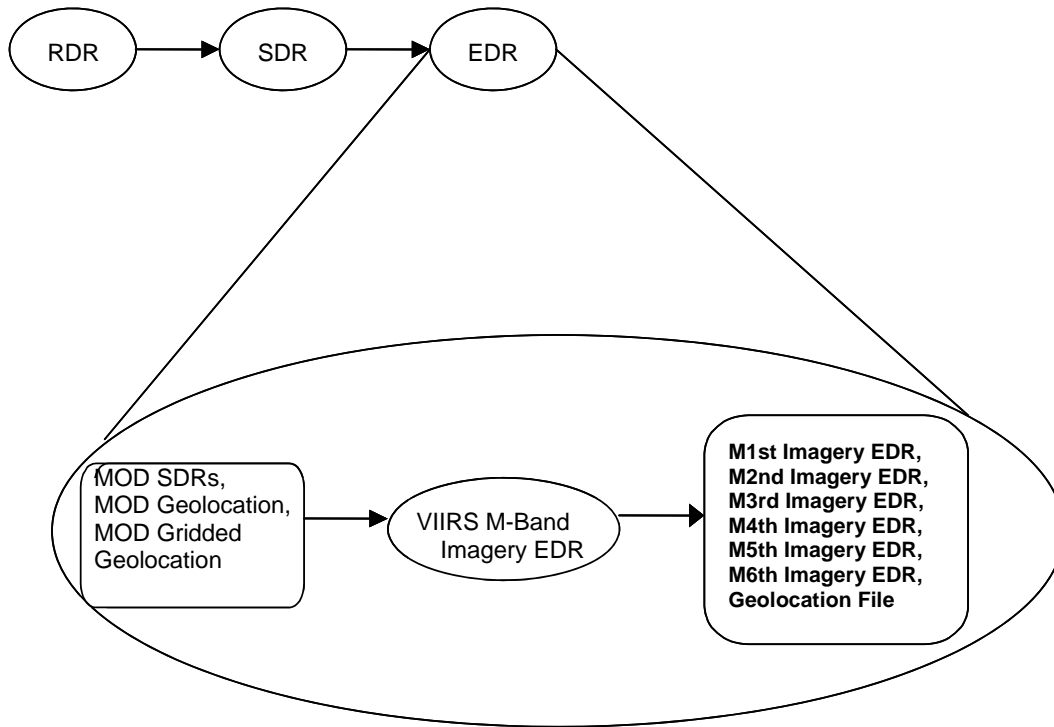 RDR
SDR
EDR
MOD SDRs,
MOD Geolocation,
MOD Gridded
Geolocation
VIIRS M-Band
Imagery EDR
M1st Imagery EDR,
M2nd Imagery EDR,
M3rd Imagery EDR,
M4th Imagery EDR,
M5th Imagery EDR,
M6th Imagery EDR,
Geolocation File